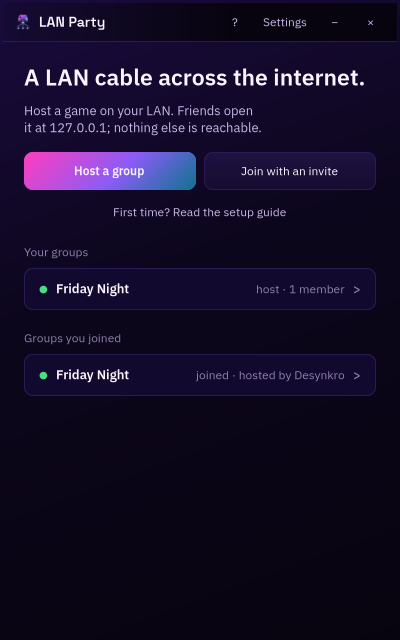 LAN Party
?
Settings
–
×
A LAN cable across the internet.
Host a game on your LAN. Friends open
it at 127.0.0.1; nothing else is reachable.
Host a group
Join with an invite
First time? Read the setup guide
Your groups
Friday Night
host · 1 member >
Groups you joined
Friday Night
joined · hosted by Desynkro >